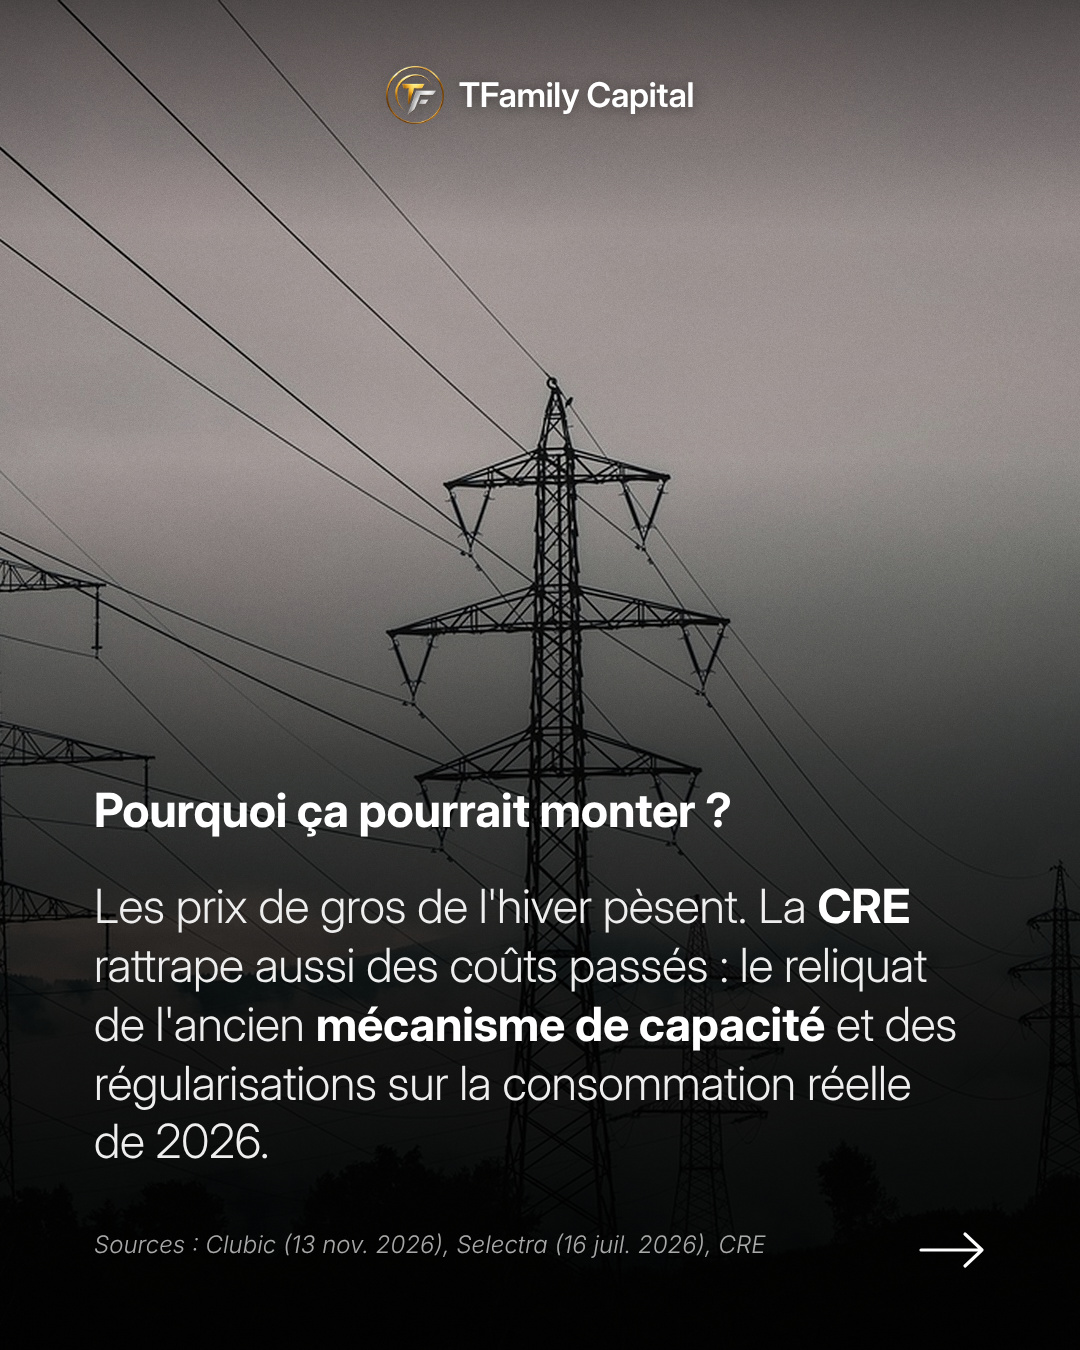 TF TFamily Capital
Pourquoi ça pourrait monter ?
Les prix de gros de l'hiver pèsent. La CRE
rattrape aussi des coûts passés : le reliquat
de l'ancien mécanisme de capacité et des
régularisations sur la consommation réelle
de 2026.
Sources : Clubic (13 nov. 2026), Selectra (16 juil. 2026), CRE